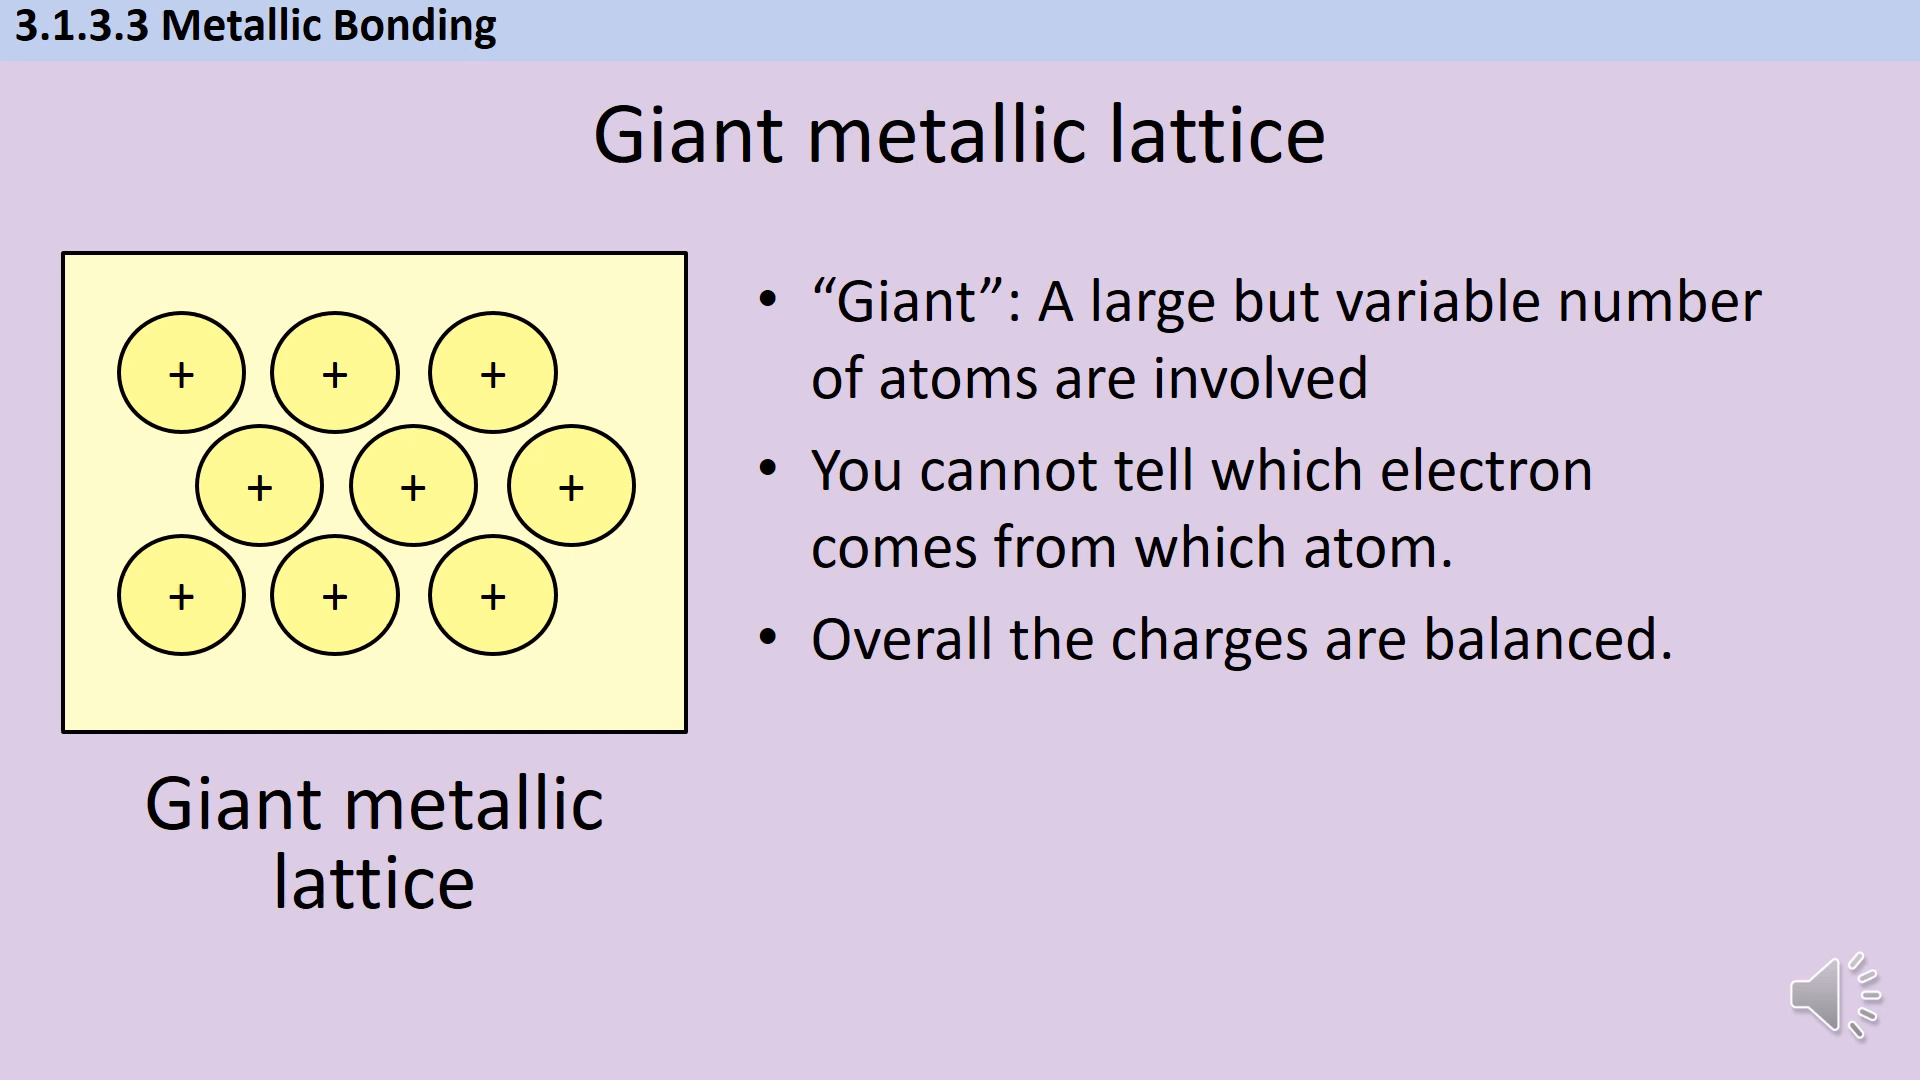 3.1.3.3 Metallic Bonding
Giant metallic lattice
+ + +
+ + +
+ + +
Giant metallic
lattice
• “Giant”: A large but variable number
of atoms are involved
• You cannot tell which electron
comes from which atom.
• Overall the charges are balanced.